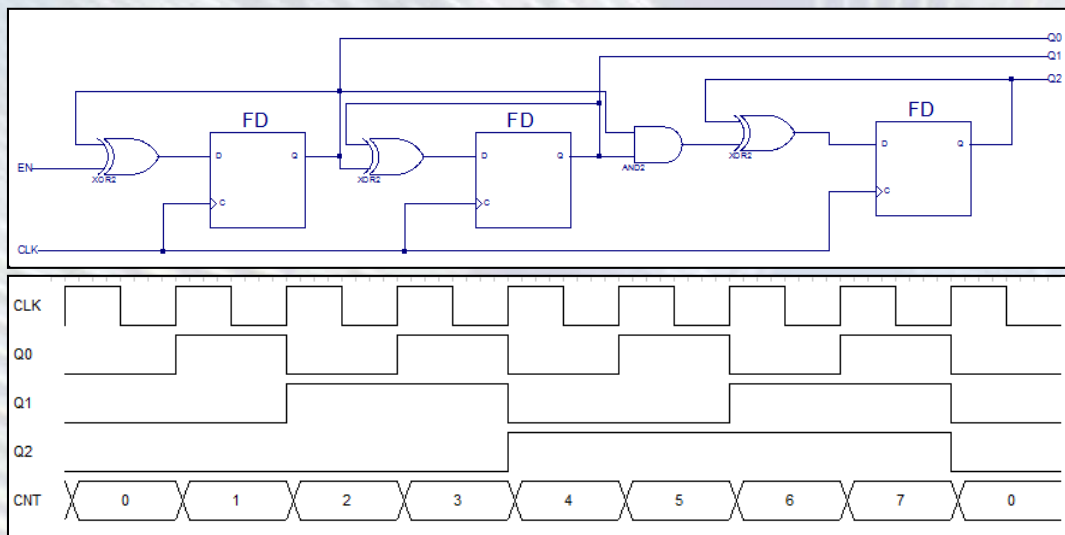 Q0
Q1
Q2
FD
FD
FD
EN
XOR2
D
Q
C
XOR2
D
Q
C
AND2
XOR2
D
Q
C
CLK
CLK
Q0
Q1
Q2
CNT 0 1 2 3 4 5 6 7 0